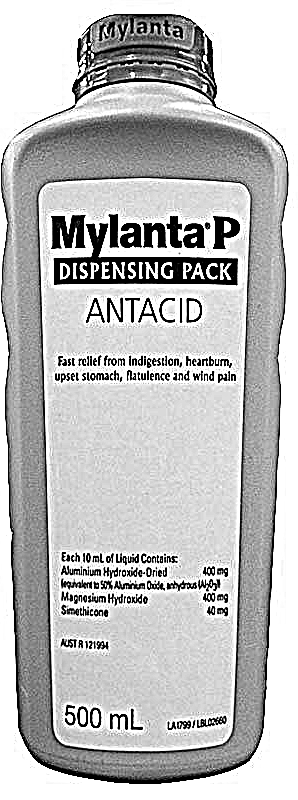 Mylanta
Mylanta® P
DISPENSING PACK
ANTACID
Fast relief from indigestion, heartburn,
upset stomach, flatulence and wind pain
Each 10 mL of Liquid Contains:
Aluminium Hydroxide-Dried 400 mg
(equivalent to 50% Aluminium Oxide, anhydrous (Al₂O₃))
Magnesium Hydroxide 400 mg
Simethicone 40 mg
AUST R 121994
500 mL LA1799 / LBL02660